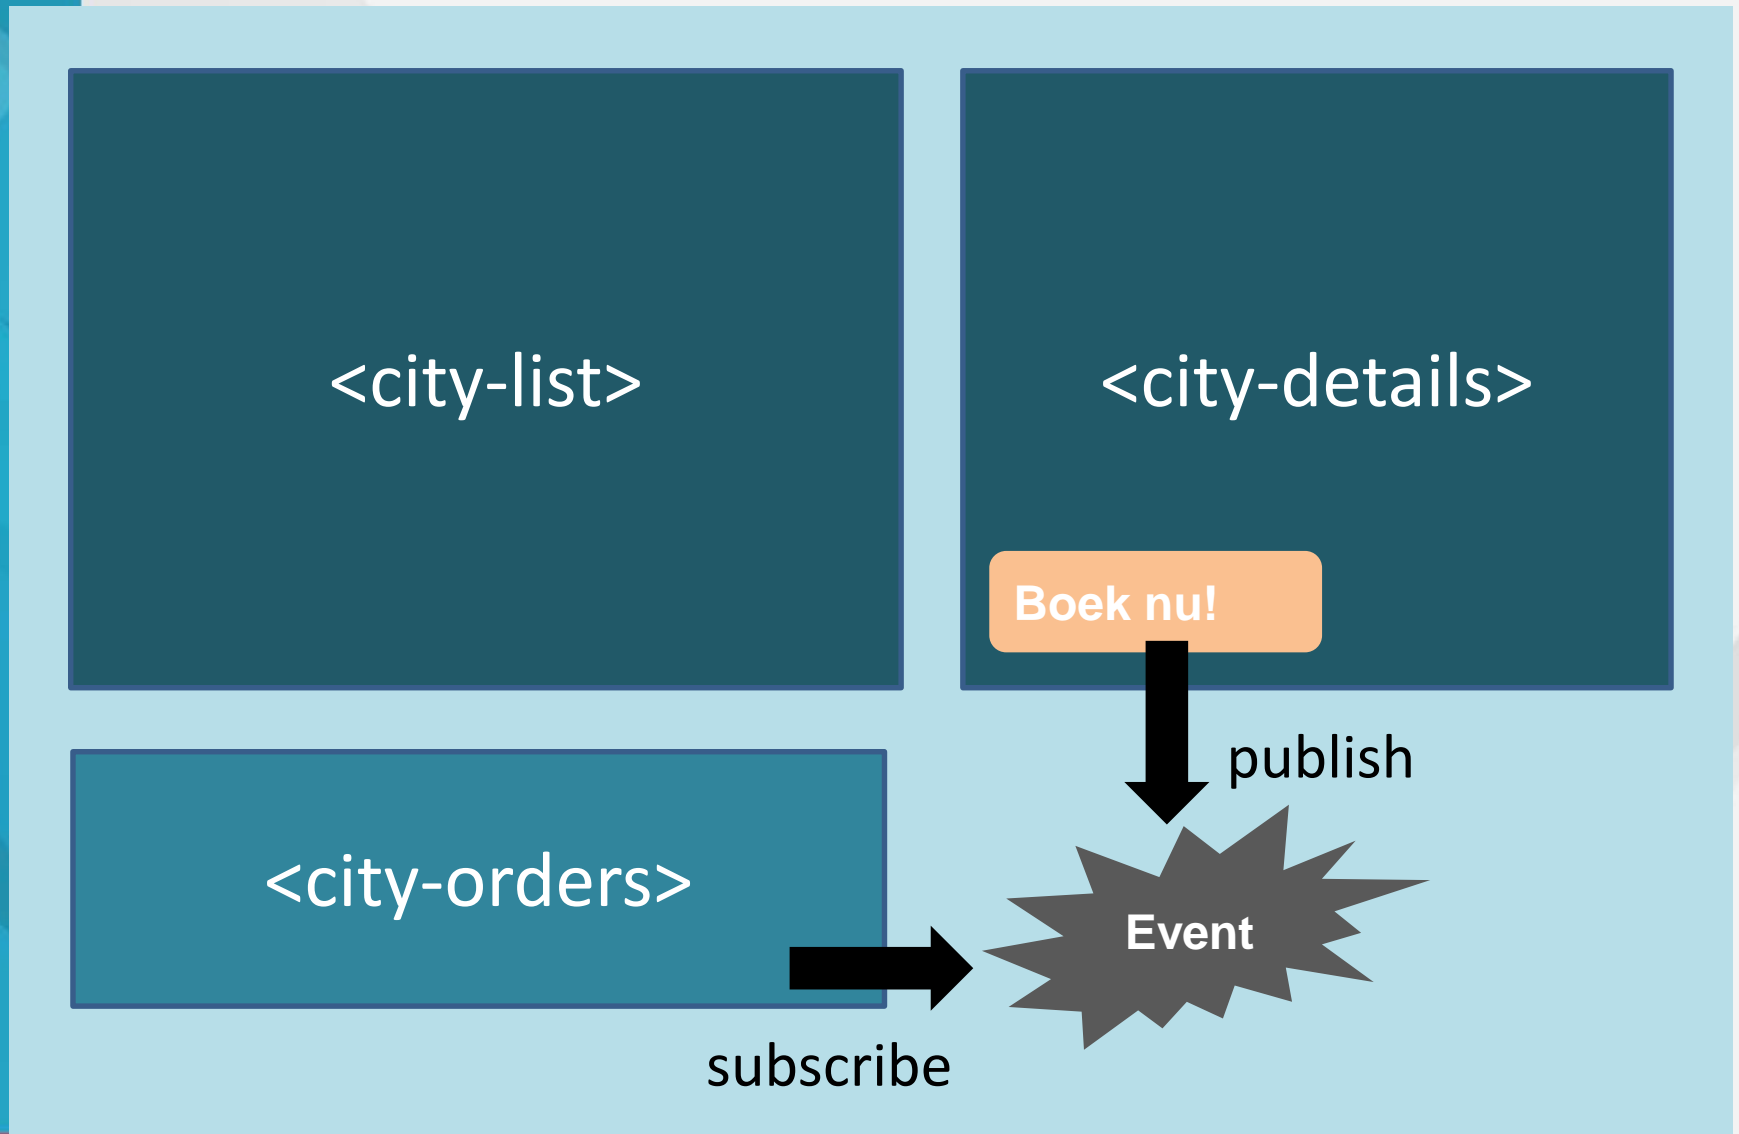 <city-list>
<city-details>
Boek nu!
publish
<city-orders>
Event
subscribe